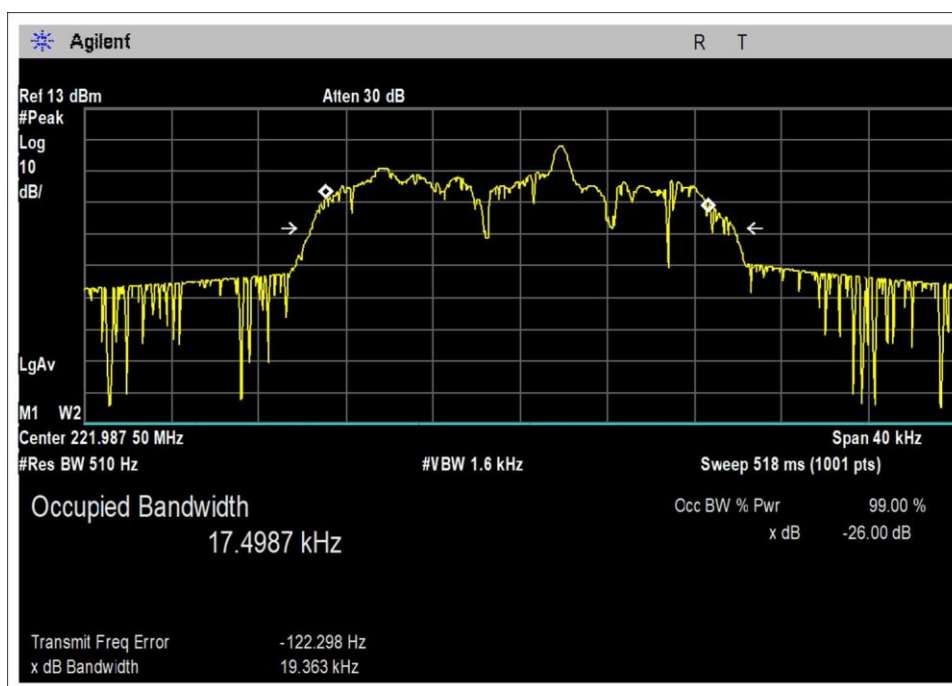 Agilent R T
Ref 13 dBm Atten 30 dB
#Peak
Log
10
dB/
LgAv
M1 W2
Center 221.987 50 MHz Span 40 kHz
#Res BW 510 Hz #VBW 1.6 kHz Sweep 518 ms (1001 pts)
Occupied Bandwidth Occ BW % Pwr 99.00 %
17.4987 kHz x dB -26.00 dB
Transmit Freq Error -122.298 Hz
x dB Bandwidth 19.363 kHz